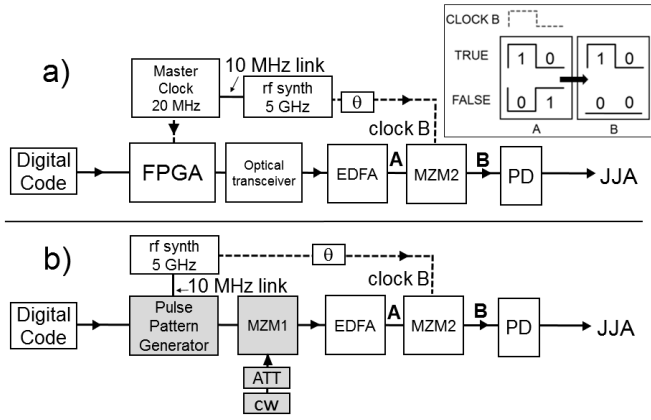 CLOCK B
TRUE
1 0
1 0
FALSE
0 1
0 0
A
B
a)
10 MHz link
Master
Clock
20 MHz
rf synth
5 GHz
θ
clock B
Digital
Code
FPGA
Optical
transceiver
EDFA
A
MZM2
B
PD
JJA
b)
rf synth
5 GHz
θ
10 MHz link
clock B
Digital
Code
Pulse
Pattern
Generator
MZM1
EDFA
A
MZM2
B
PD
JJA
ATT
cw